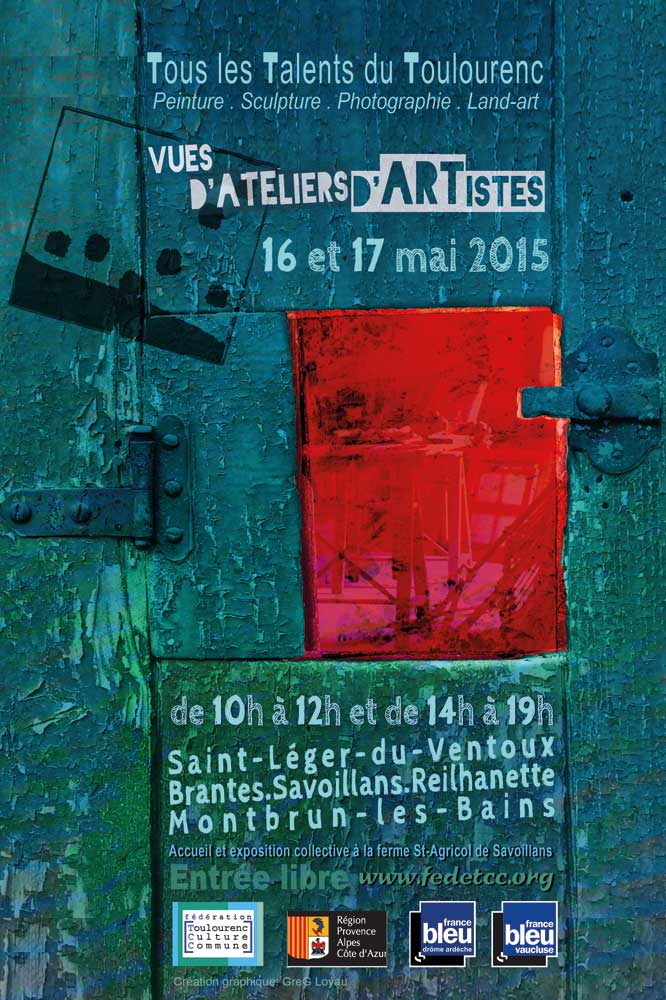 Tous les Talents du Toulourenc
Peinture . Sculpture . Photographie . Land-art
VUES
D'ATELIERS D'ARTISTES
16 et 17 mai 2015
de 10h à 12h et de 14h à 19h
Saint-Léger-du-Ventoux
Brantes.Savoillans.Reilhanette
Montbrun-les-Bains
Accueil et exposition collective à la ferme St-Agricol de Savoillans
Entrée libre www.fedetcc.org
fédération
Toulourenc
Culture
Commune
Région
Provence
Alpes
Côte d'Azur
france
bleu
drôme ardèche
france
bleu
vaucluse
Création graphique: GreG Loyau